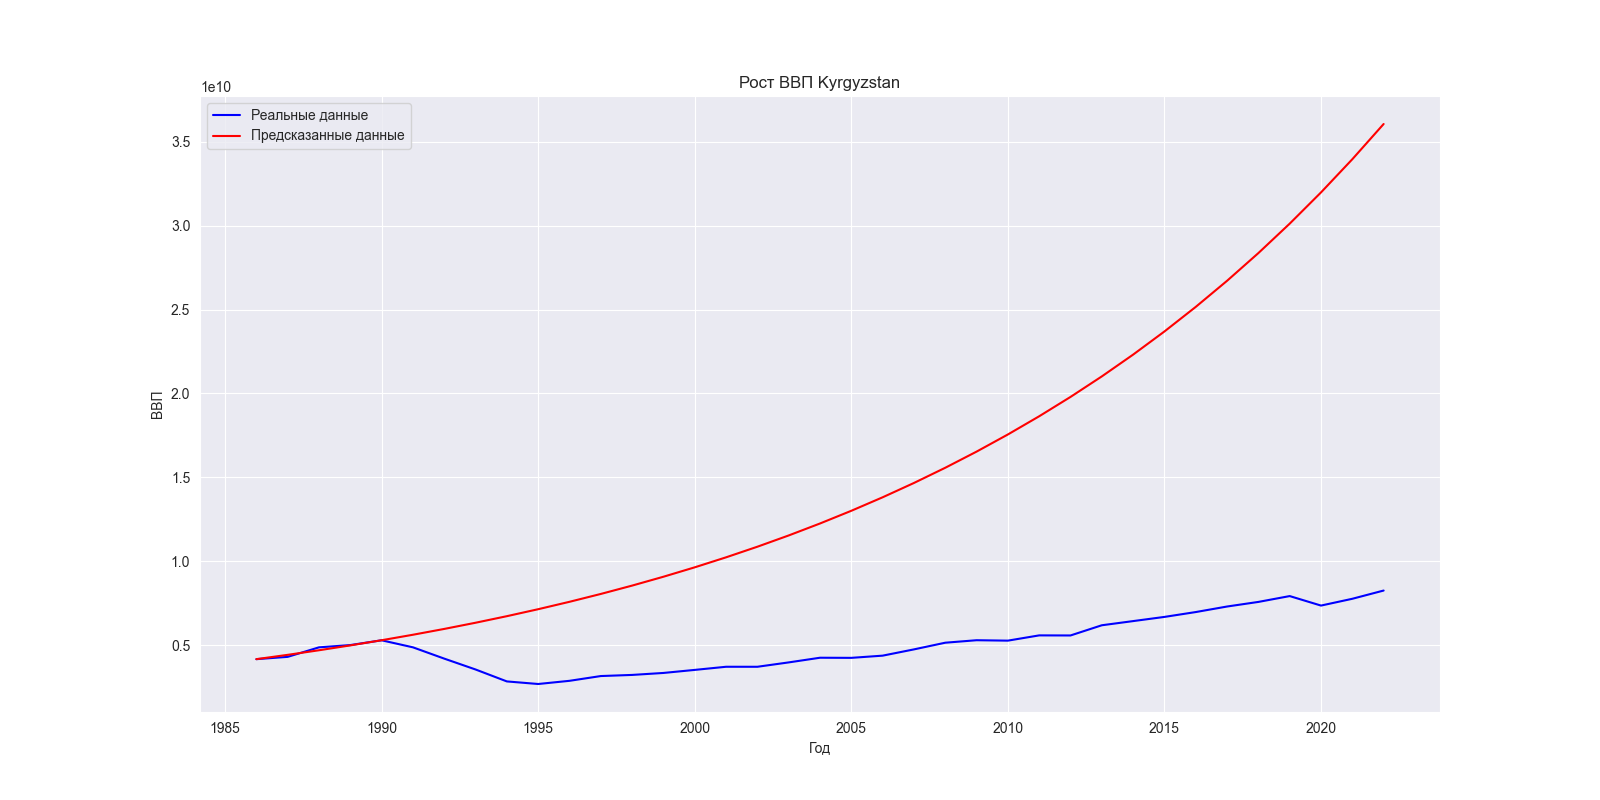 Рост ВВП Kyrgyzstan
1e10
Реальные данные
Предсказанные данные
3.5
3.0
2.5
2.0
1.5
1.0
0.5
ВВП
1985 1990 1995 2000 2005 2010 2015 2020
Год